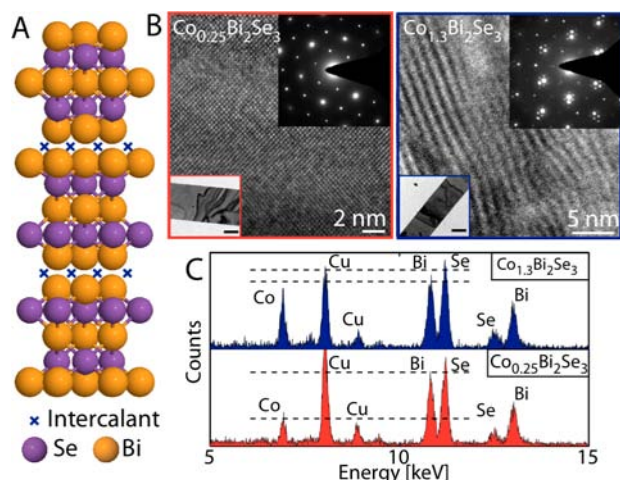 A
× Intercalant
Se Bi
B
Co0.25Bi2Se3
2 nm
Co1.3Bi2Se3
5 nm
C
Counts
Co1.3Bi2Se3
Co
Cu
Cu
Bi
Se
Se
Bi
Co0.25Bi2Se3
Co
Cu
Cu
Bi
Se
Se
Bi
5 10 15
Energy [keV]